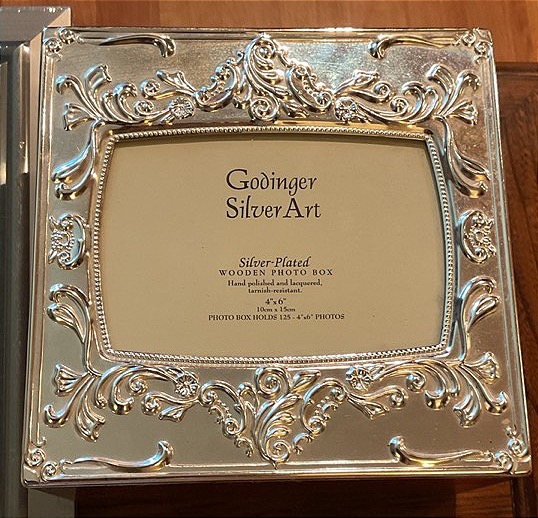 Godinger
SilverArt
Silver-Plated
WOODEN PHOTO BOX
Hand polished and lacquered,
tarnish-resistant.
4"x6"
10cm x 15cm
PHOTO BOX HOLDS 125 - 4"x6" PHOTOS